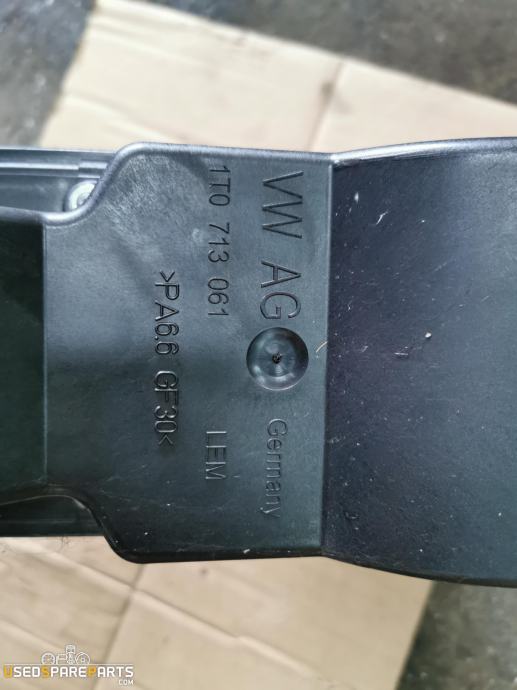 VW AG Germany
1T0 713 061 LEM
>PA6,6 GF30<
USEDSPAREPARTS
.COM